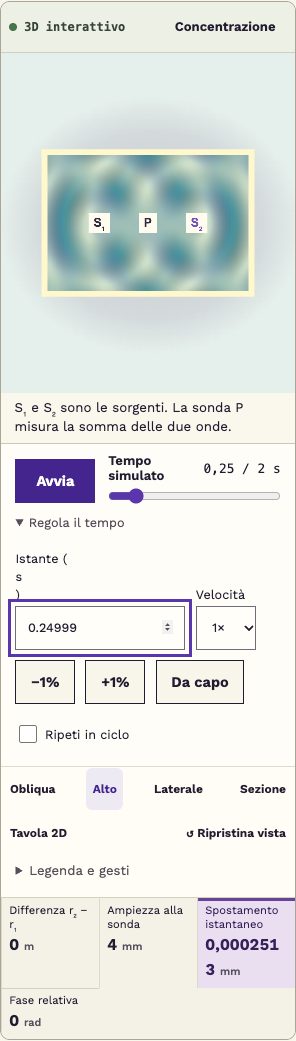 3D interattivo Concentrazione
S1 P S2
S1 e S2 sono le sorgenti. La sonda P
misura la somma delle due onde.
Avvia
Tempo
simulato
0,25 / 2 s
▼ Regola il tempo
Istante (
s
)
Velocità
0.24999
1×
−1% +1% Da capo
Ripeti in ciclo
Obliqua Alto Laterale Sezione
Tavola 2D ↺ Ripristina vista
▶ Legenda e gesti
Differenza r2 −
r1
0 m
Ampiezza alla
sonda
4 mm
Spostamento
istantaneo
0,000251
3 mm
Fase relativa
0 rad